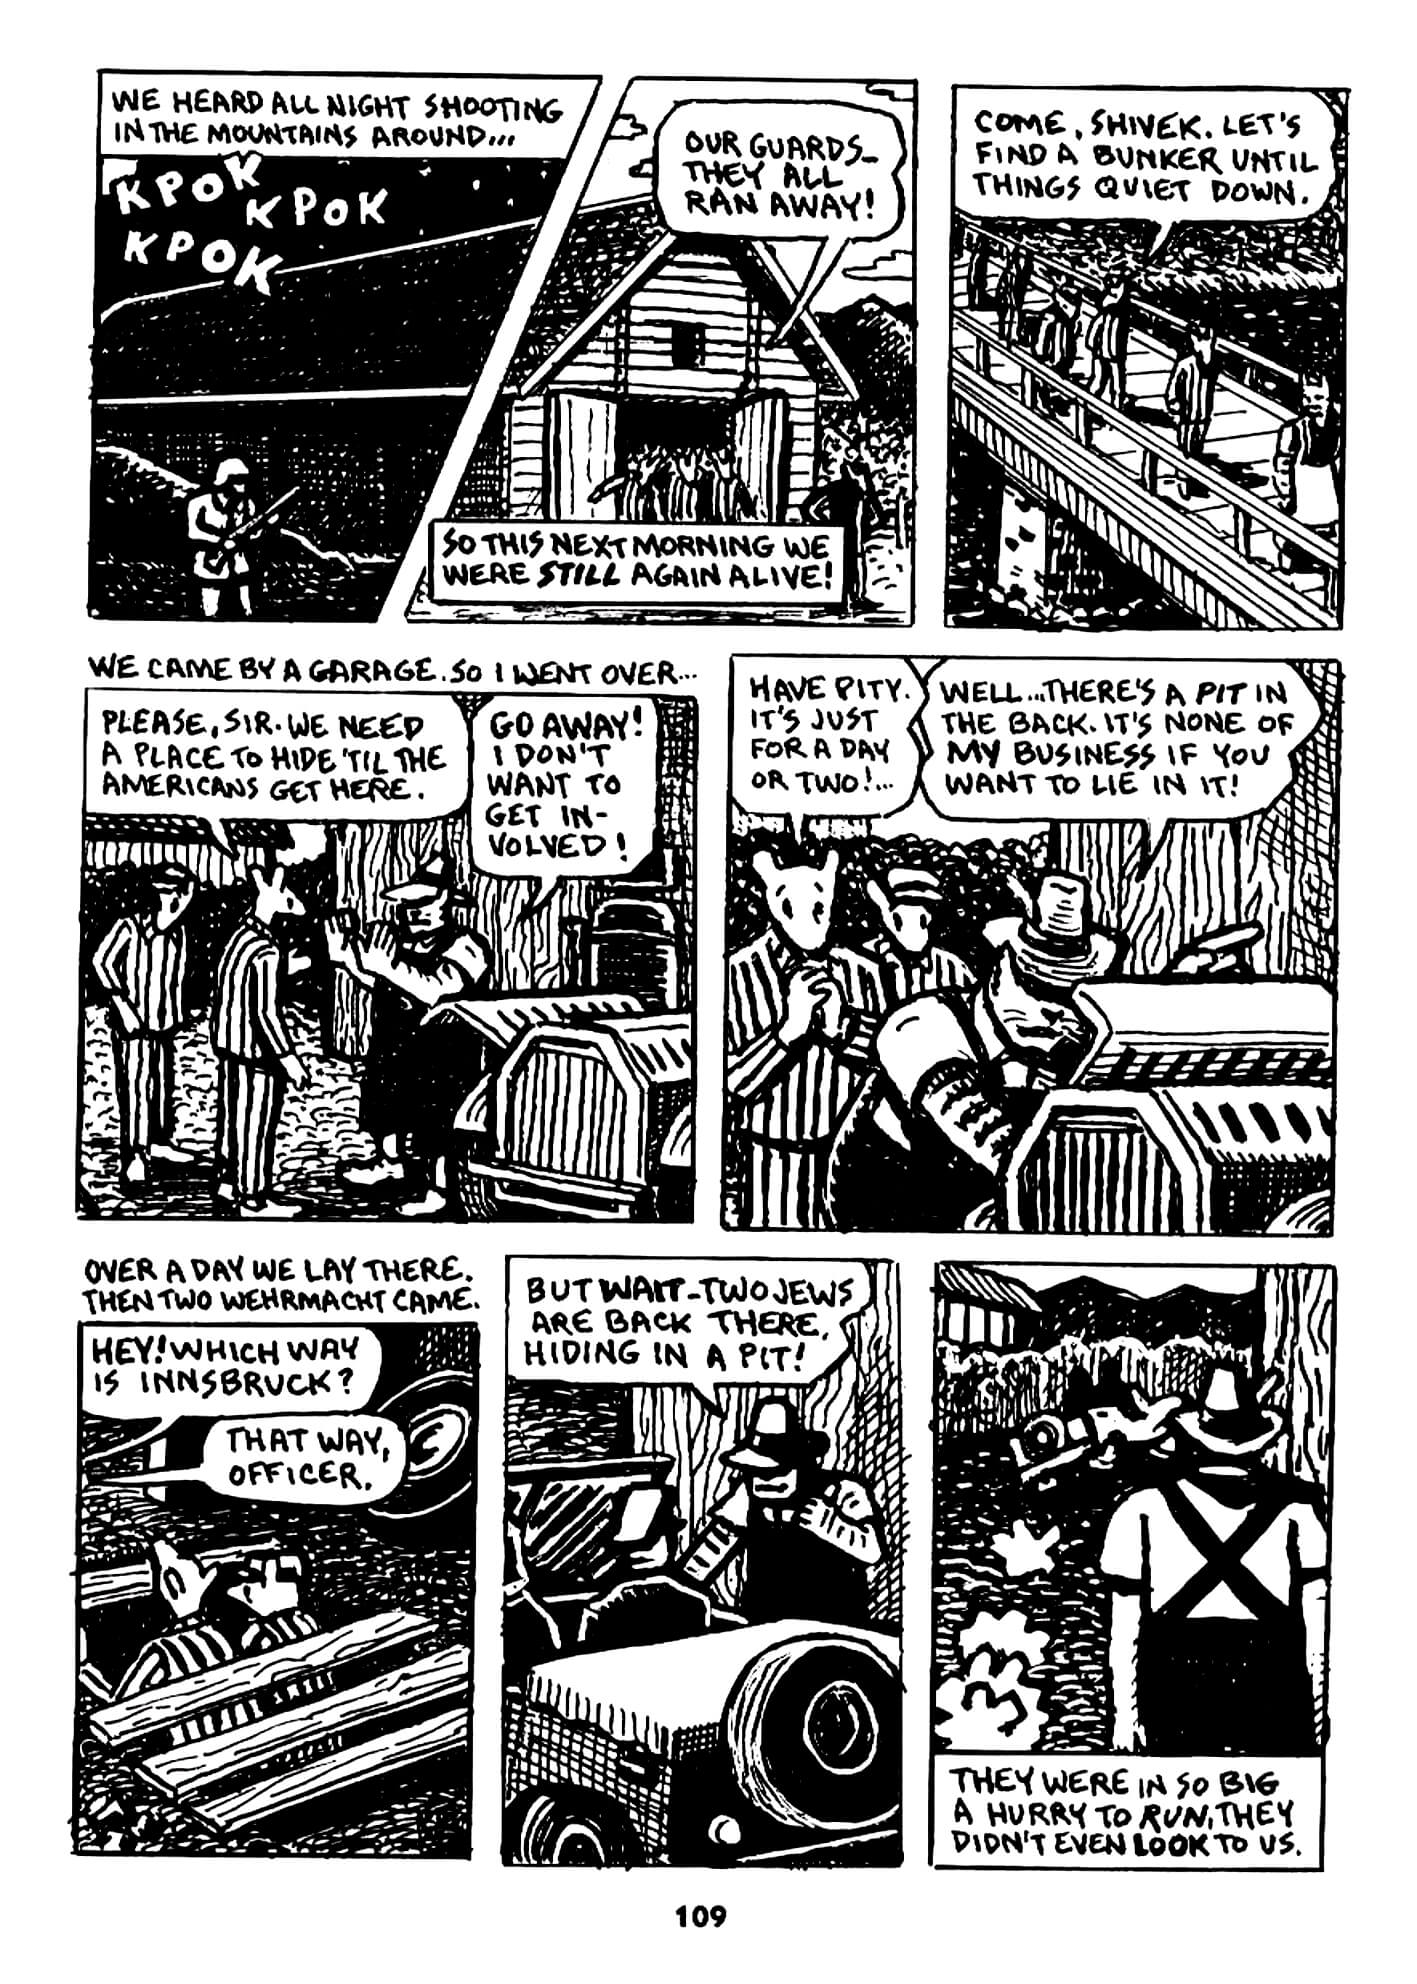 WE HEARD ALL NIGHT SHOOTING
IN THE MOUNTAINS AROUND...
KPOK
KPOK
KPOK
OUR GUARDS-
THEY ALL
RAN AWAY!
SO THIS NEXT MORNING WE
WERE STILL AGAIN ALIVE!
COME, SHIVEK. LET'S
FIND A BUNKER UNTIL
THINGS QUIET DOWN.
WE CAME BY A GARAGE. SO I WENT OVER...
PLEASE, SIR. WE NEED
A PLACE TO HIDE 'TIL THE
AMERICANS GET HERE.
GO AWAY!
I DON'T
WANT TO
GET IN-
VOLVED!
HAVE PITY.
IT'S JUST
FOR A DAY
OR TWO!...
WELL...THERE'S A PIT IN
THE BACK. IT'S NONE OF
MY BUSINESS IF YOU
WANT TO LIE IN IT!
OVER A DAY WE LAY THERE.
THEN TWO WEHRMACHT CAME.
HEY! WHICH WAY
IS INNSBRUCK?
THAT WAY,
OFFICER.
BUT WAIT-TWO JEWS
ARE BACK THERE,
HIDING IN A PIT!
THEY WERE IN SO BIG
A HURRY TO RUN, THEY
DIDN'T EVEN LOOK TO US.
109